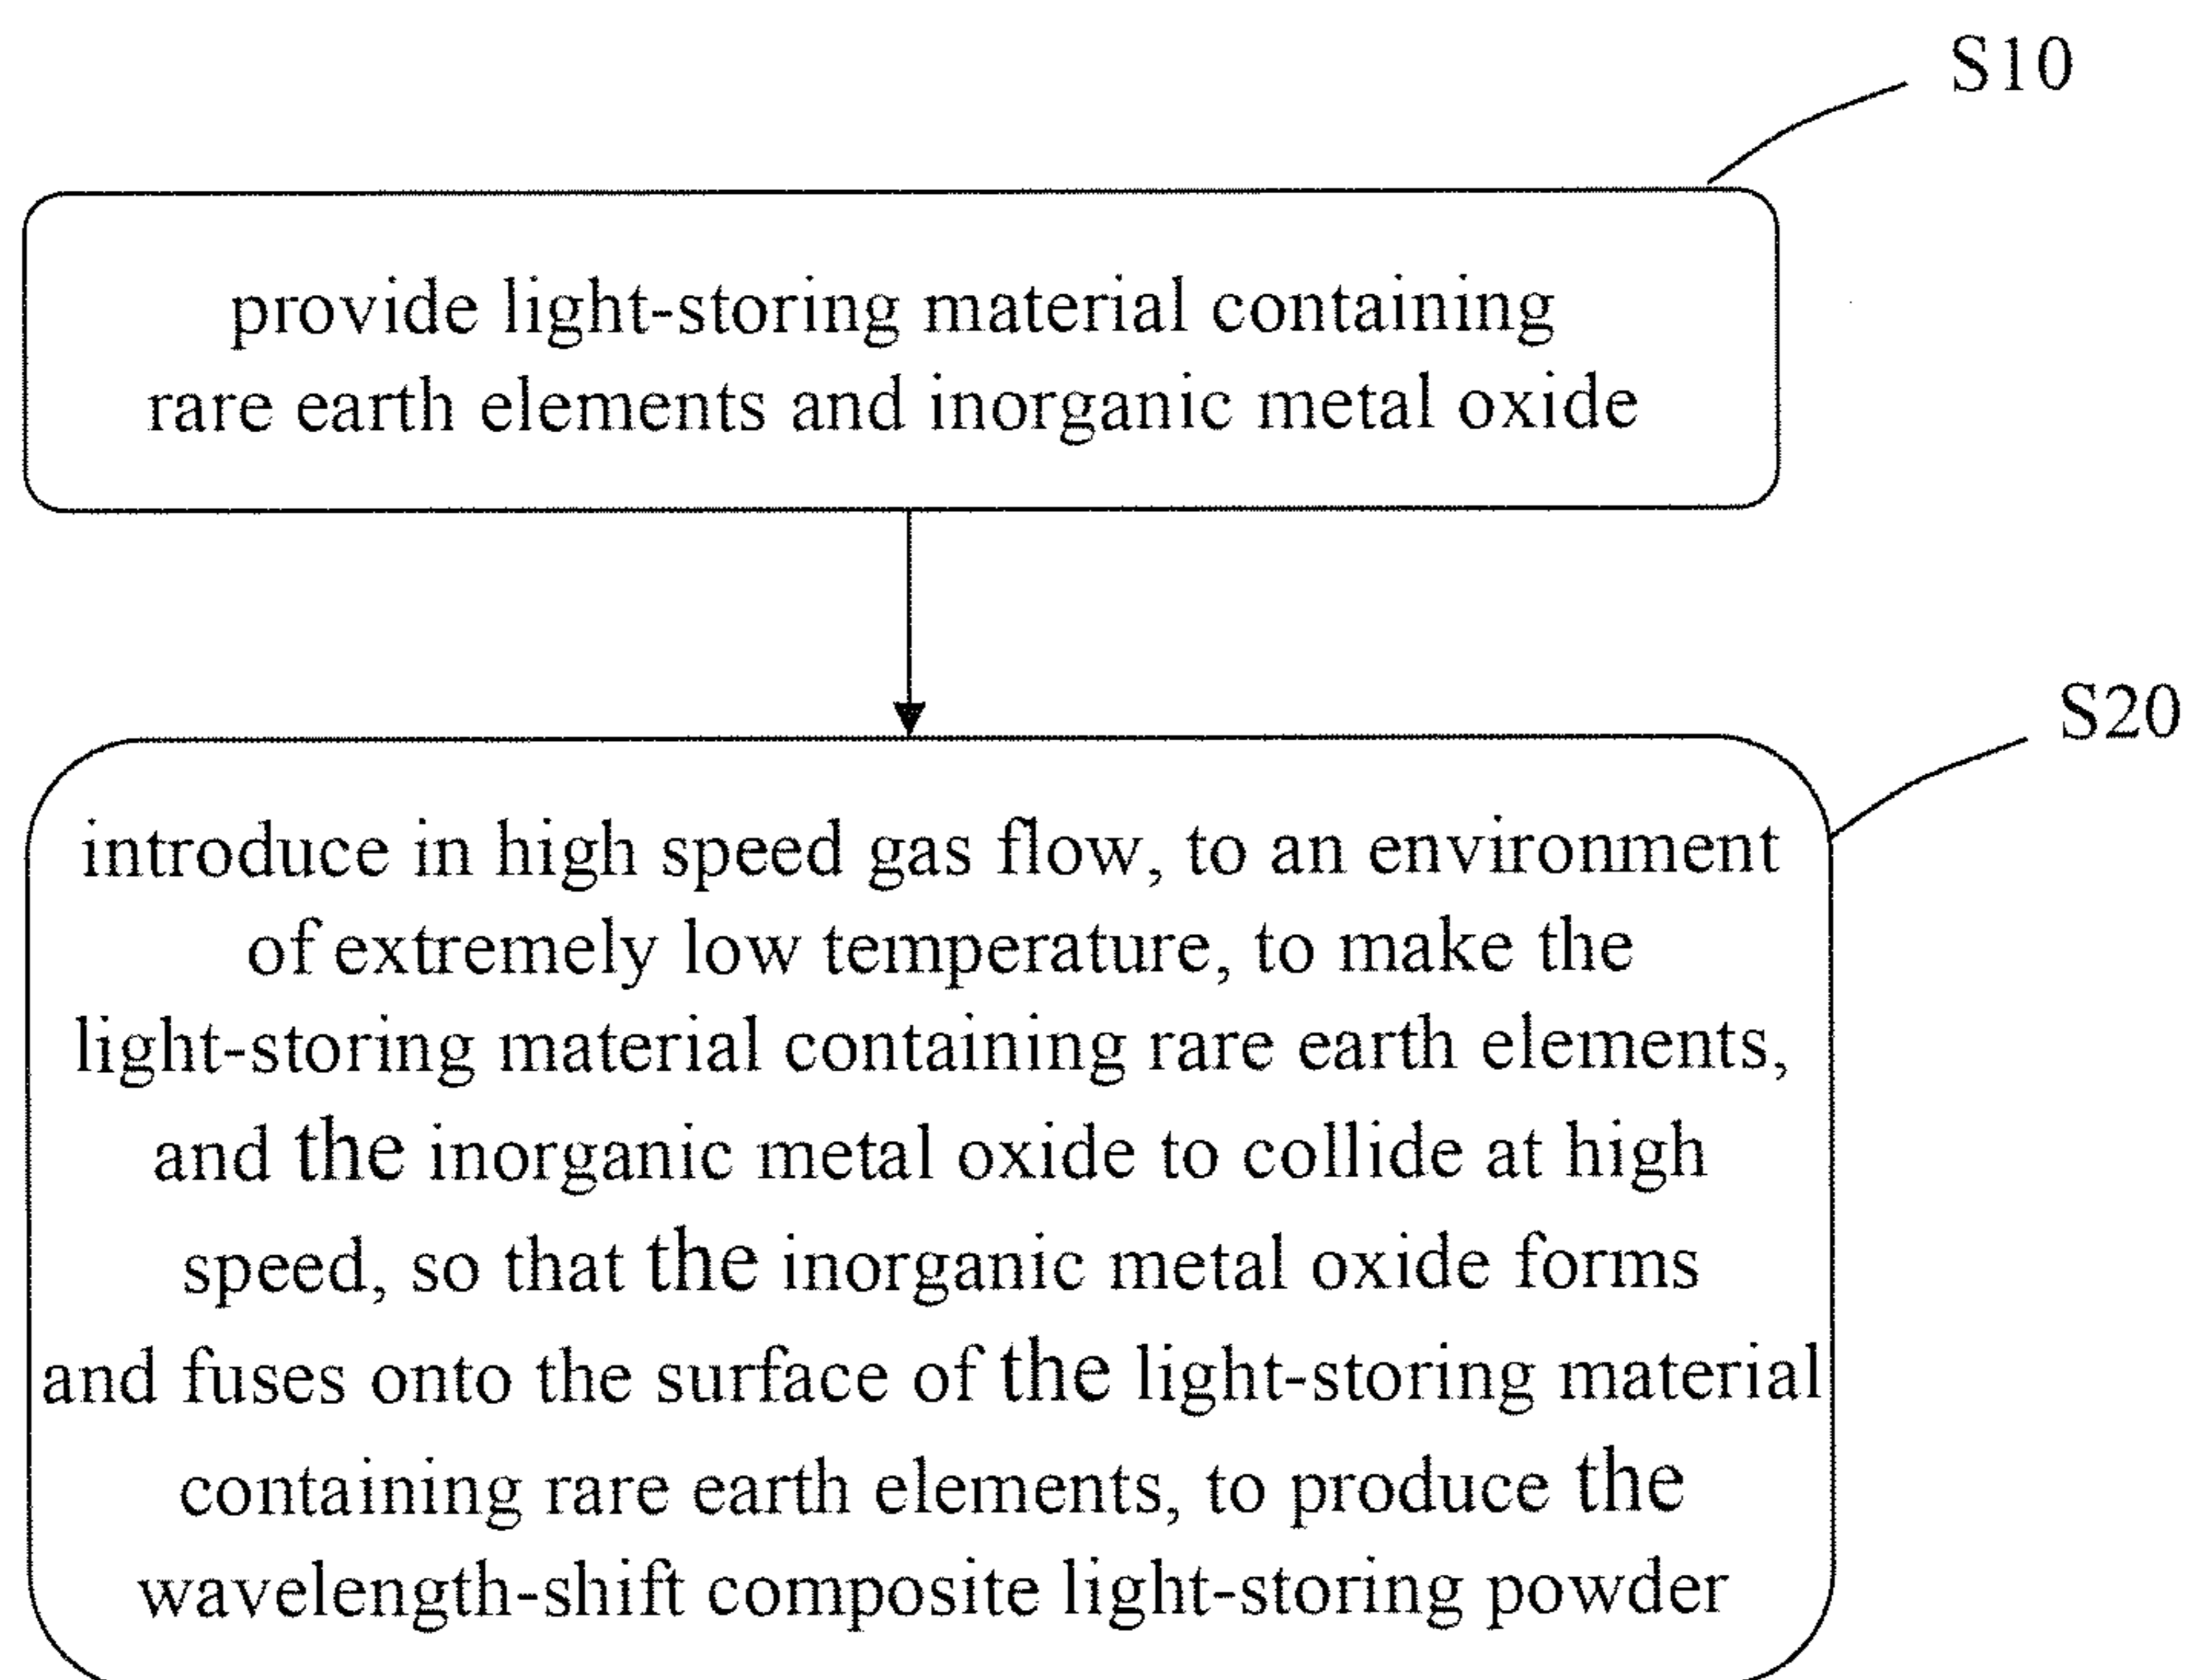 S10
provide light-storing material containing
rare earth elements and inorganic metal oxide
S20
introduce in high speed gas flow, to an environment
of extremely low temperature, to make the
light-storing material containing rare earth elements,
and the inorganic metal oxide to collide at high
speed, so that the inorganic metal oxide forms
and fuses onto the surface of the light-storing material
containing rare earth elements, to produce the
wavelength-shift composite light-storing powder